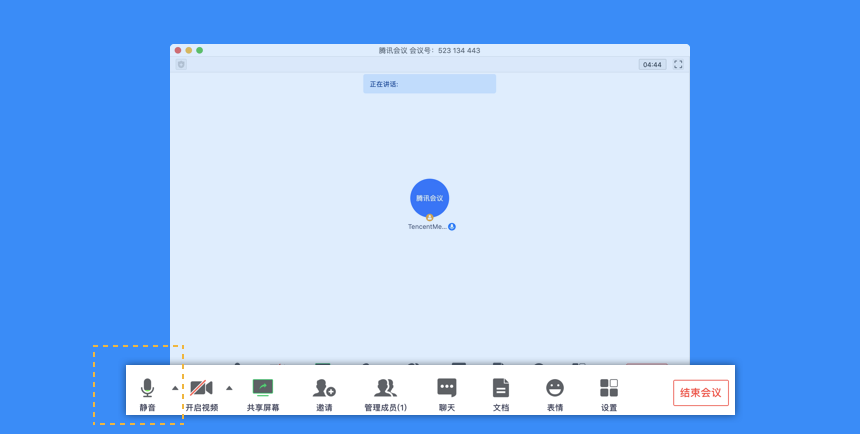 腾讯会议 会议号：523 134 443
04:44
正在讲话:
腾讯会议
TencentMe...
静音
开启视频
共享屏幕
邀请
管理成员(1)
聊天
文档
表情
设置
结束会议